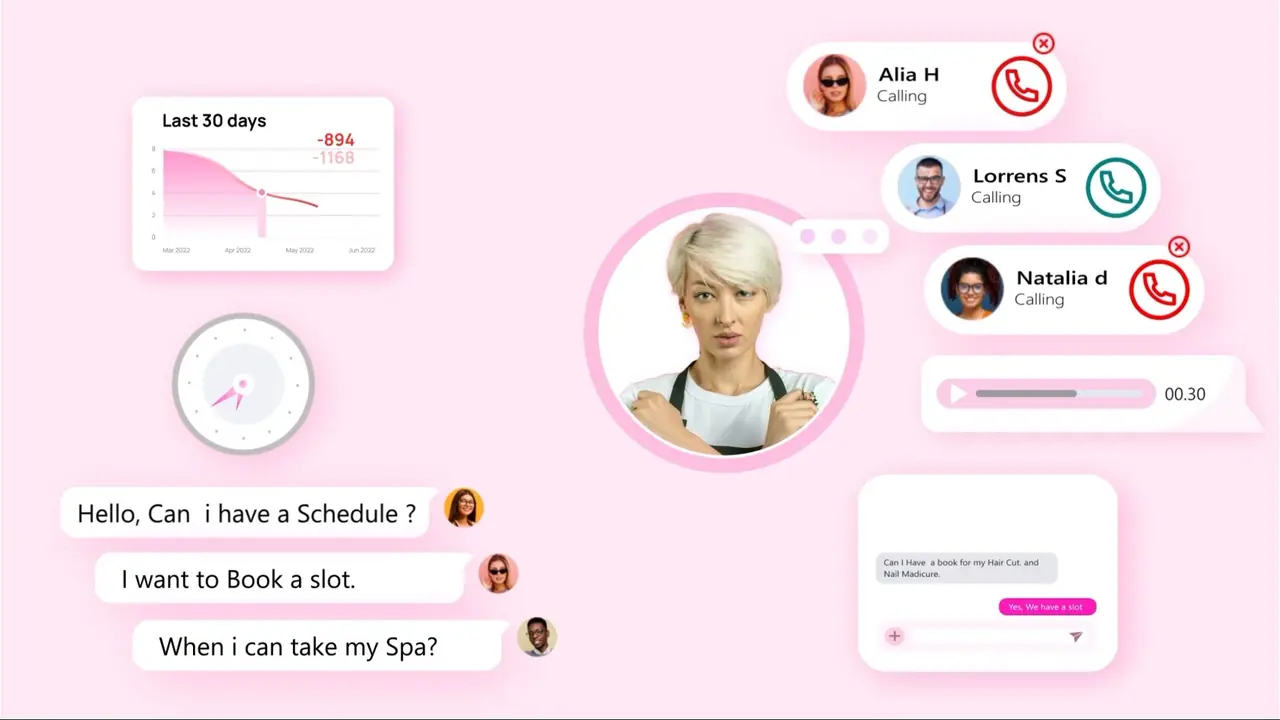 Last 30 days
-894
-1168
8
6
4
2
0
Mar 2022 Apr 2022 May 2022 Jun 2022
Hello, Can i have a Schedule ?
I want to Book a slot.
When i can take my Spa?
Alia H
Calling
Lorrens S
Calling
Natalia d
Calling
00.30
Can I Have a book for my Hair Cut. and
Nail Madicure.
Yes, We have a slot